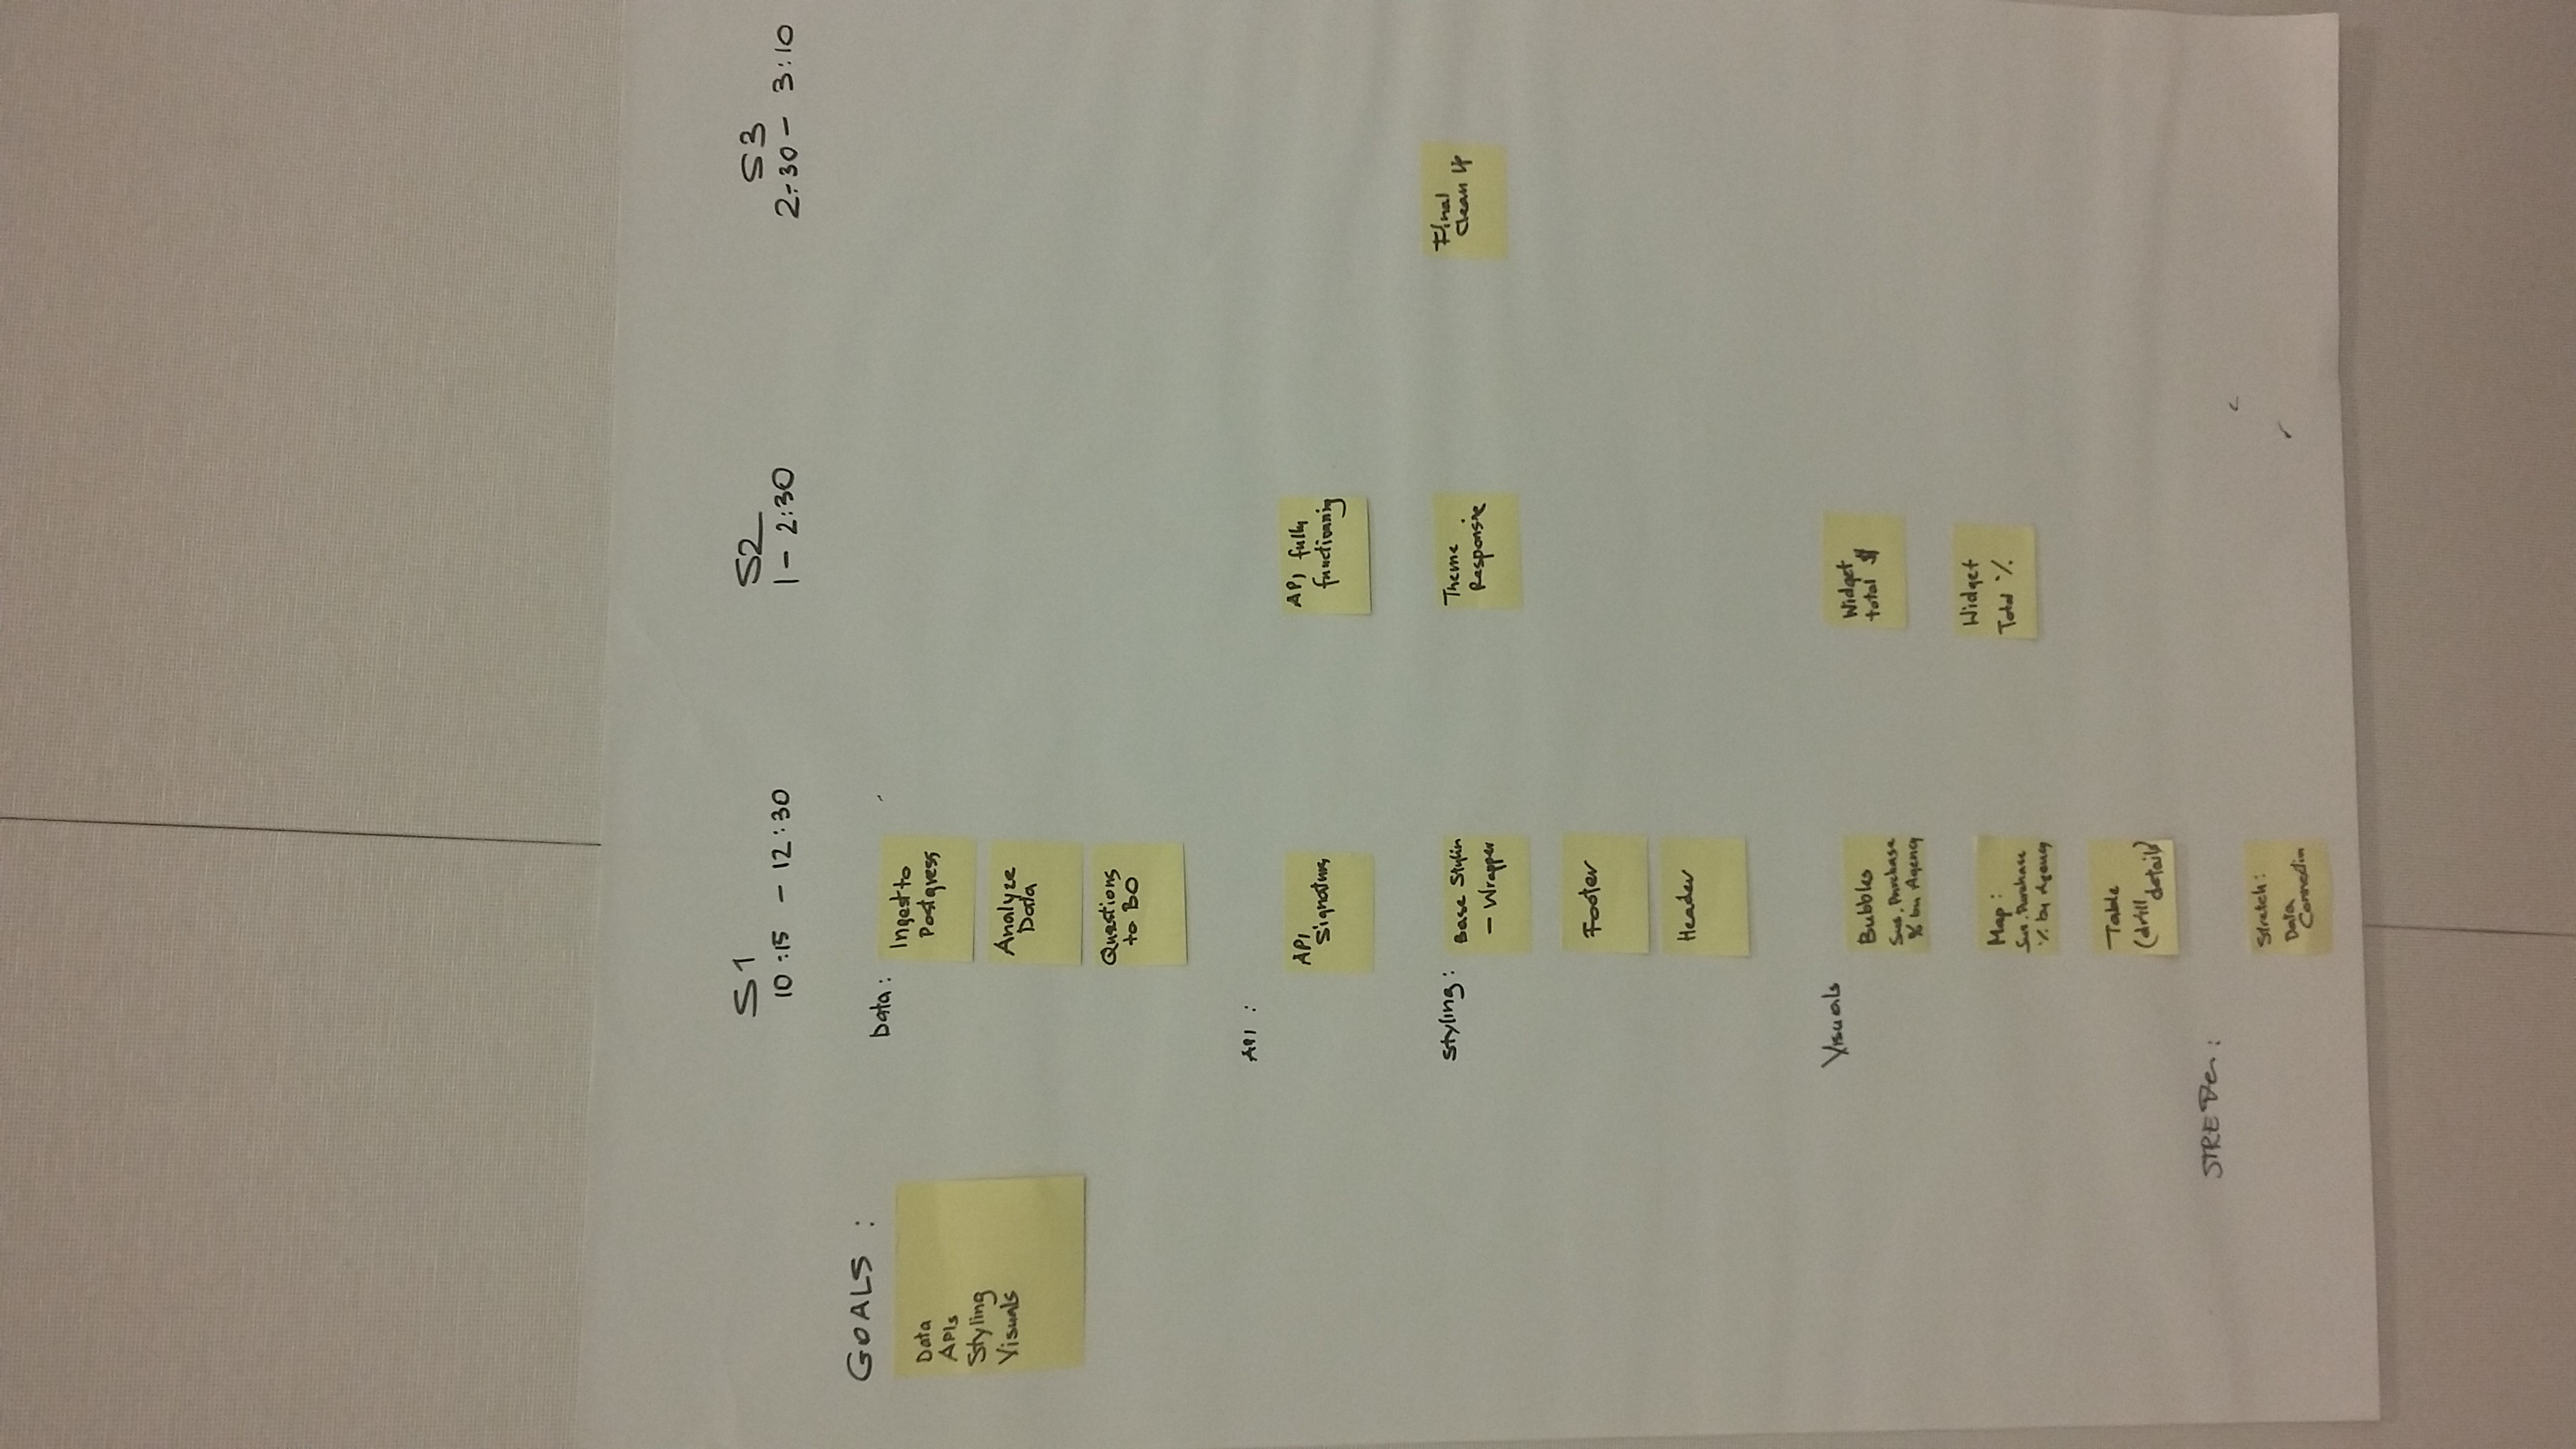 S1
10:15 - 12:30
S2
1 - 2:30
S3
2:30 - 3:10
GOALS :
Data
APIs
Styling
Visuals
Data :
Ingest to
Postgress
Analyze
Data
Questions
to BO
API :
API
Signatures
API fully
functioning
Styling :
Base Stylin
- Wrapper
Theme
Responsive
Final
Clean Up
Footer
Header
Visuals
Bubbles
Sus. Purchase
% by Agency
Widget
total $
Map :
Sus. Purchase
% by Agency
Widget
Total %
Table
(drill
details)
Stretch :
Data
Connection